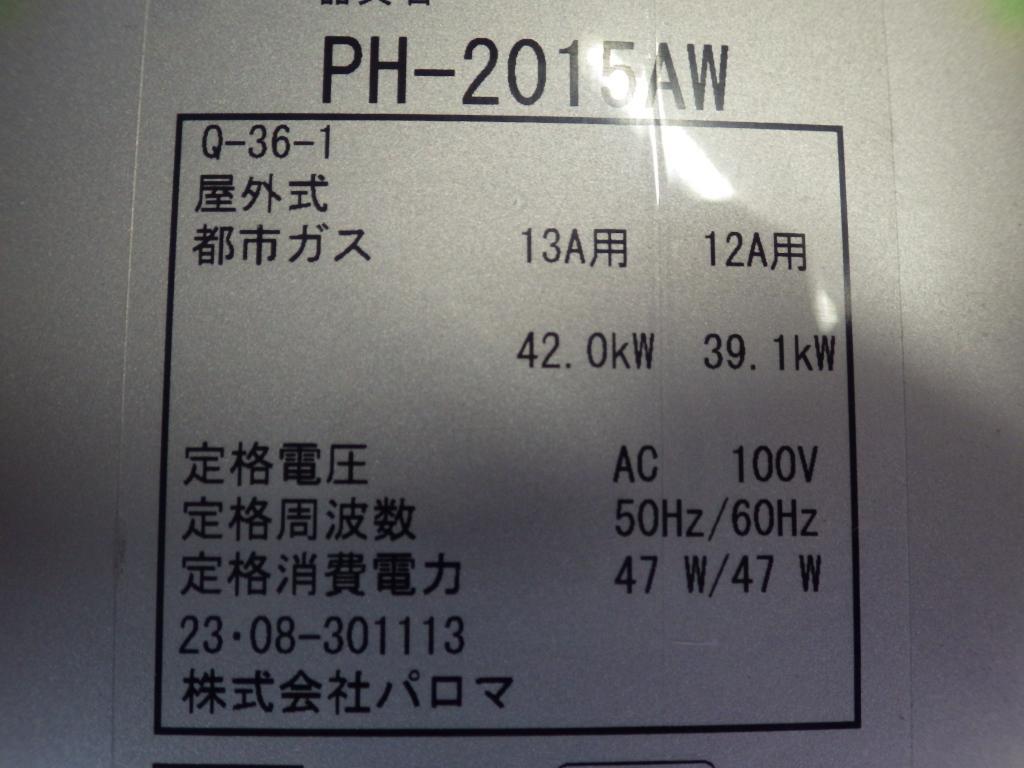 PH-2015AW
Q-36-1
屋外式
都市ガス 13A用 12A用
42.0kW 39.1kW
定格電圧 AC 100V
定格周波数 50Hz/60Hz
定格消費電力 47 W/47 W
23・08-301113
株式会社パロマ